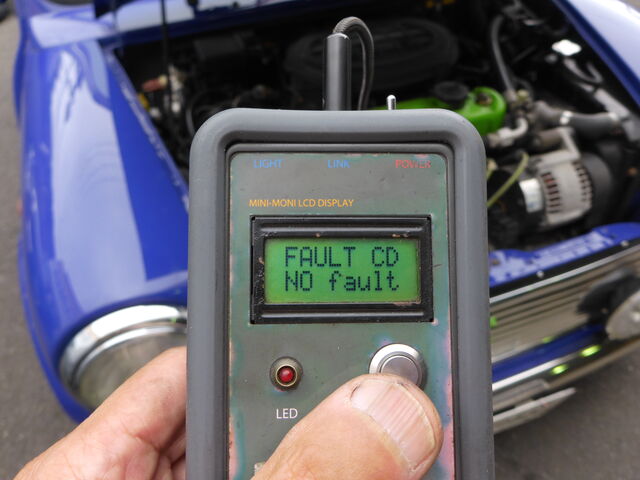 LIGHT LINK POWER
MINI-MONI LCD DISPLAY
FAULT CD
NO fault
LED